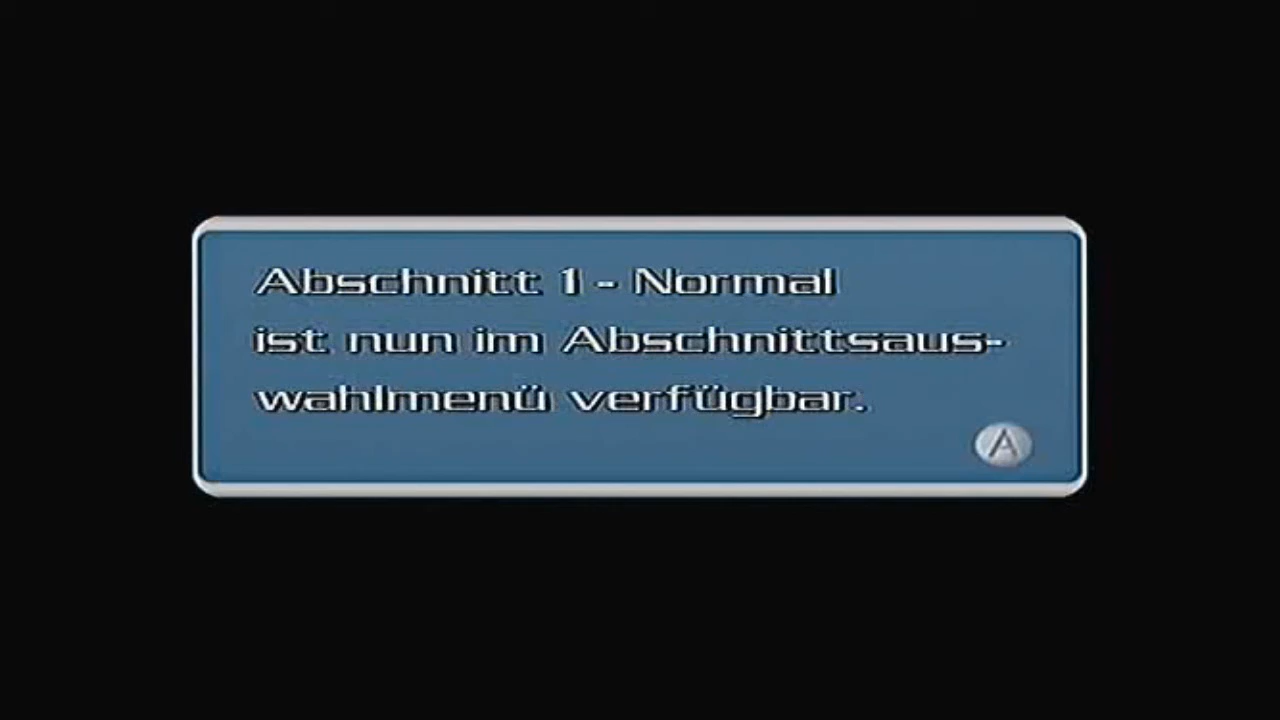 Abschnitt 1 - Normal
ist nun im Abschnittsaus-
wahlmenü verfügbar.
A